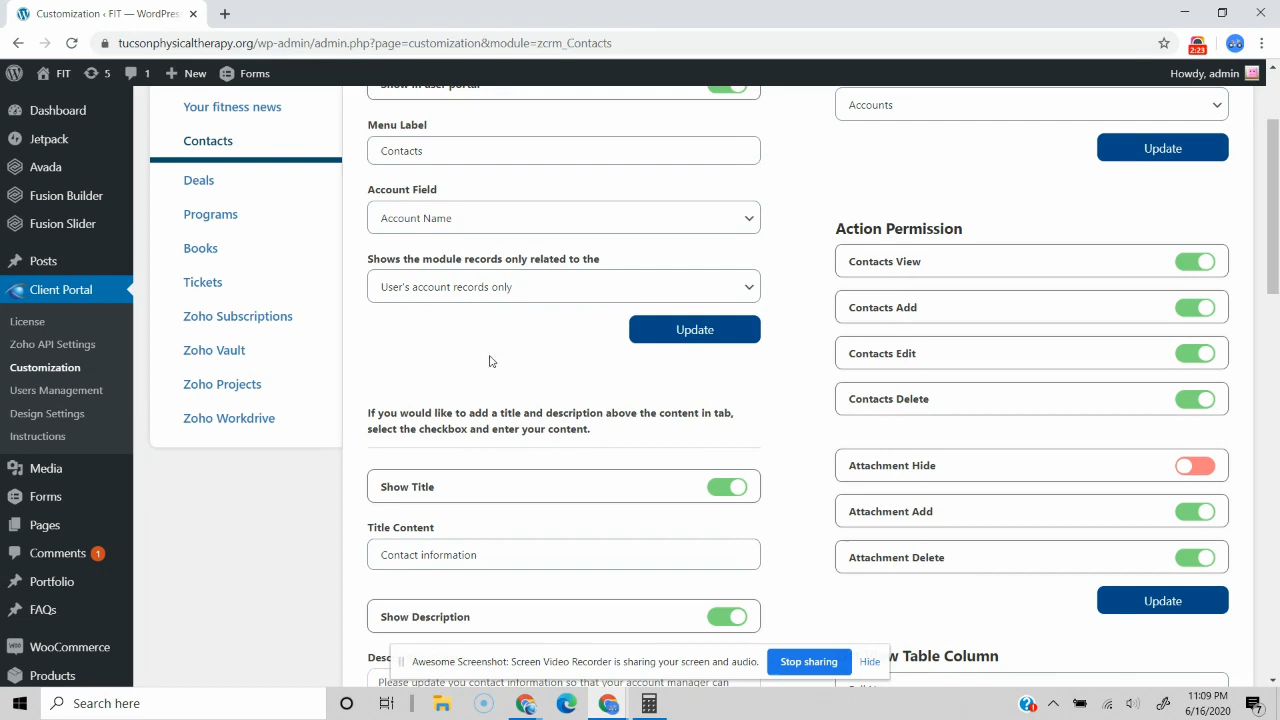 Customization ‹ FIT — WordPres
tucsonphysicaltherapy.org/wp-admin/admin.php?page=customization&module=zcrm_Contacts
2:23
FIT
5
1
New
Forms
Howdy, admin
Dashboard
Jetpack
Avada
Fusion Builder
Fusion Slider
Posts
Client Portal
License
Zoho API Settings
Customization
Users Management
Design Settings
Instructions
Media
Forms
Pages
Comments 1
Portfolio
FAQs
WooCommerce
Products
Your fitness news
Contacts
Deals
Programs
Books
Tickets
Zoho Subscriptions
Zoho Vault
Zoho Projects
Zoho Workdrive
Show in user portal
Menu Label
Contacts
Account Field
Account Name
Shows the module records only related to the
User's account records only
Update
If you would like to add a title and description above the content in tab,
select the checkbox and enter your content.
Show Title
Title Content
Contact information
Show Description
Desc
Please update you contact information so that your account manager can
Accounts
Update
Action Permission
Contacts View
Contacts Add
Contacts Edit
Contacts Delete
Attachment Hide
Attachment Add
Attachment Delete
Update
w Table Column
Awesome Screenshot: Screen Video Recorder is sharing your screen and audio.
Stop sharing
Hide
Search here
11:09 PM
6/16/2020
7